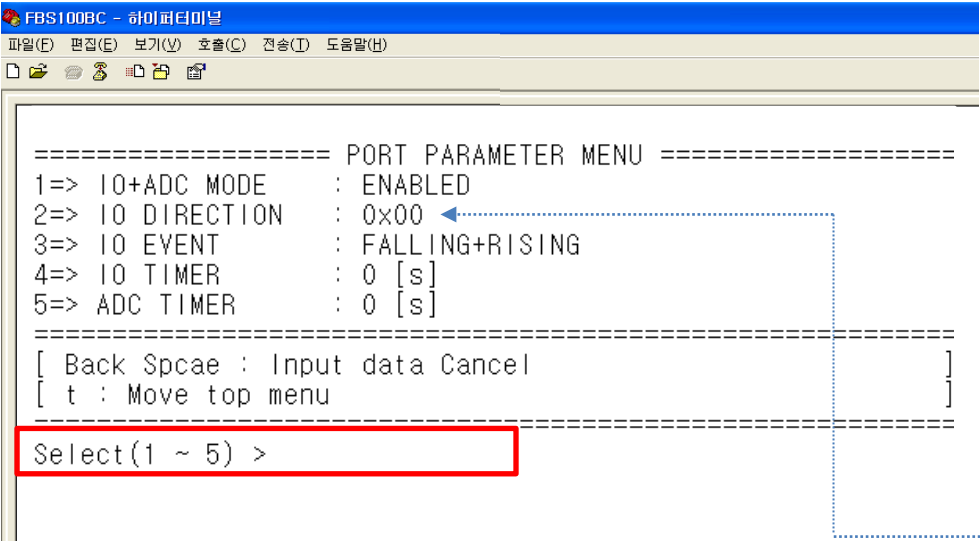 FBS100BC - 하이퍼터미널
파일(F) 편집(E) 보기(V) 호출(C) 전송(T) 도움말(H)
=================== PORT PARAMETER MENU ===================
1=> IO+ADC MODE : ENABLED
2=> IO DIRECTION : 0x00
3=> IO EVENT : FALLING+RISING
4=> IO TIMER : 0 [s]
5=> ADC TIMER : 0 [s]
===========================================================
[ Back Spcae : Input data Cancel ]
[ t : Move top menu ]
===========================================================
Select(1 ~ 5) >